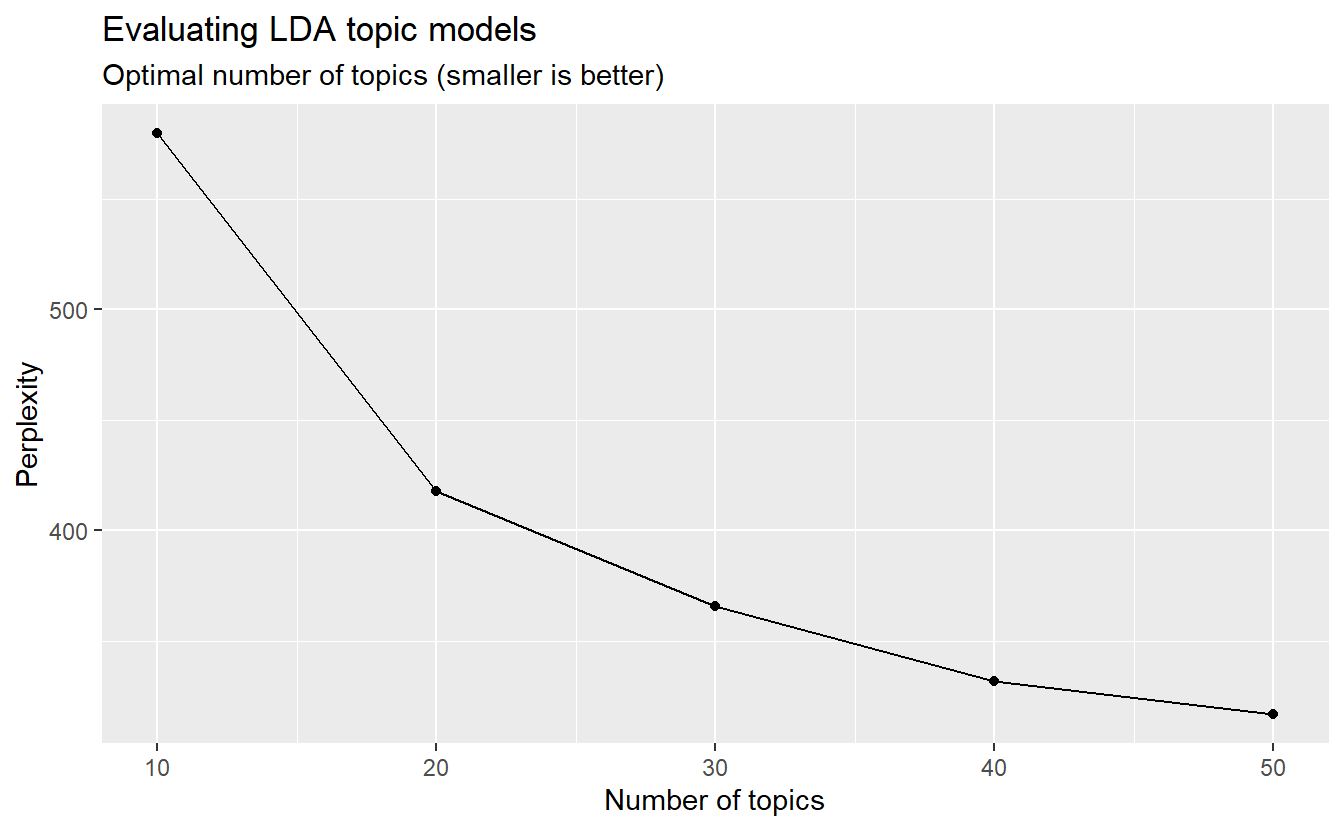 Evaluating LDA topic models
Optimal number of topics (smaller is better)
500
400
Perplexity
10 20 30 40 50
Number of topics